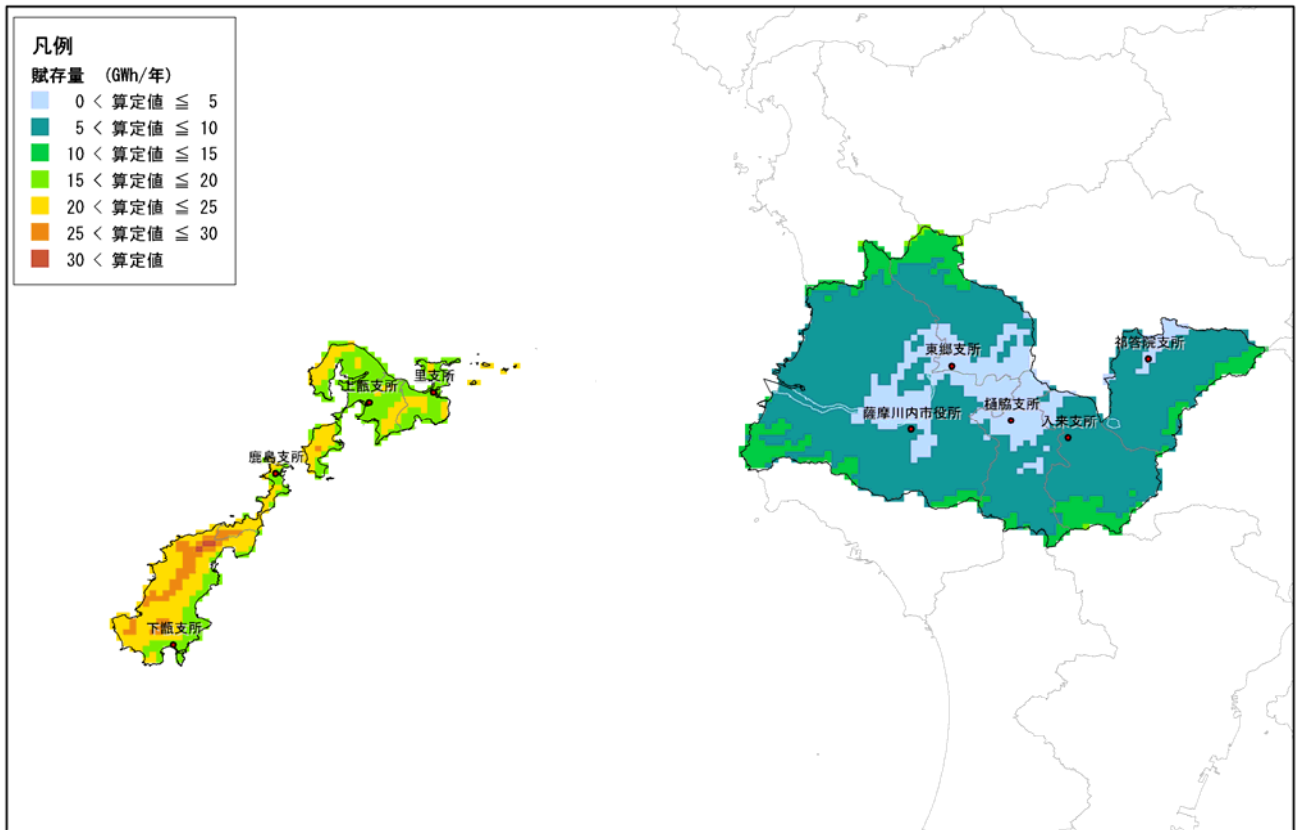 凡例
賦存量 (GWh/年)
0 < 算定値 ≦ 5
5 < 算定値 ≦ 10
10 < 算定値 ≦ 15
15 < 算定値 ≦ 20
20 < 算定値 ≦ 25
25 < 算定値 ≦ 30
30 < 算定値
祁答院支所
東郷支所
里支所
上甑支所
樋脇支所
薩摩川内市役所
入来支所
鹿島支所
下甑支所